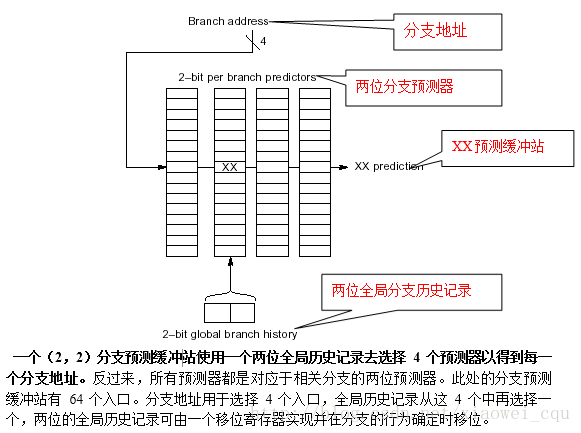 Branch address
分支地址
4
2–bit per branch predictors
两位分支预测器
XX
XX prediction
XX预测缓冲站
两位全局分支历史记录
2–bit global branch history
一个（2，2）分支预测缓冲站使用一个两位全局历史记录去选择 4 个预测器以得到每一
个分支地址。反过来，所有预测器都是对应于相关分支的两位预测器。此处的分支预测
缓冲站有 64 个入口。分支地址用于选择 4 个入口，全局历史记录从这 4 个中再选择一
个，两位的全局历史记录可由一个移位寄存器实现并在分支的行为确定时移位。